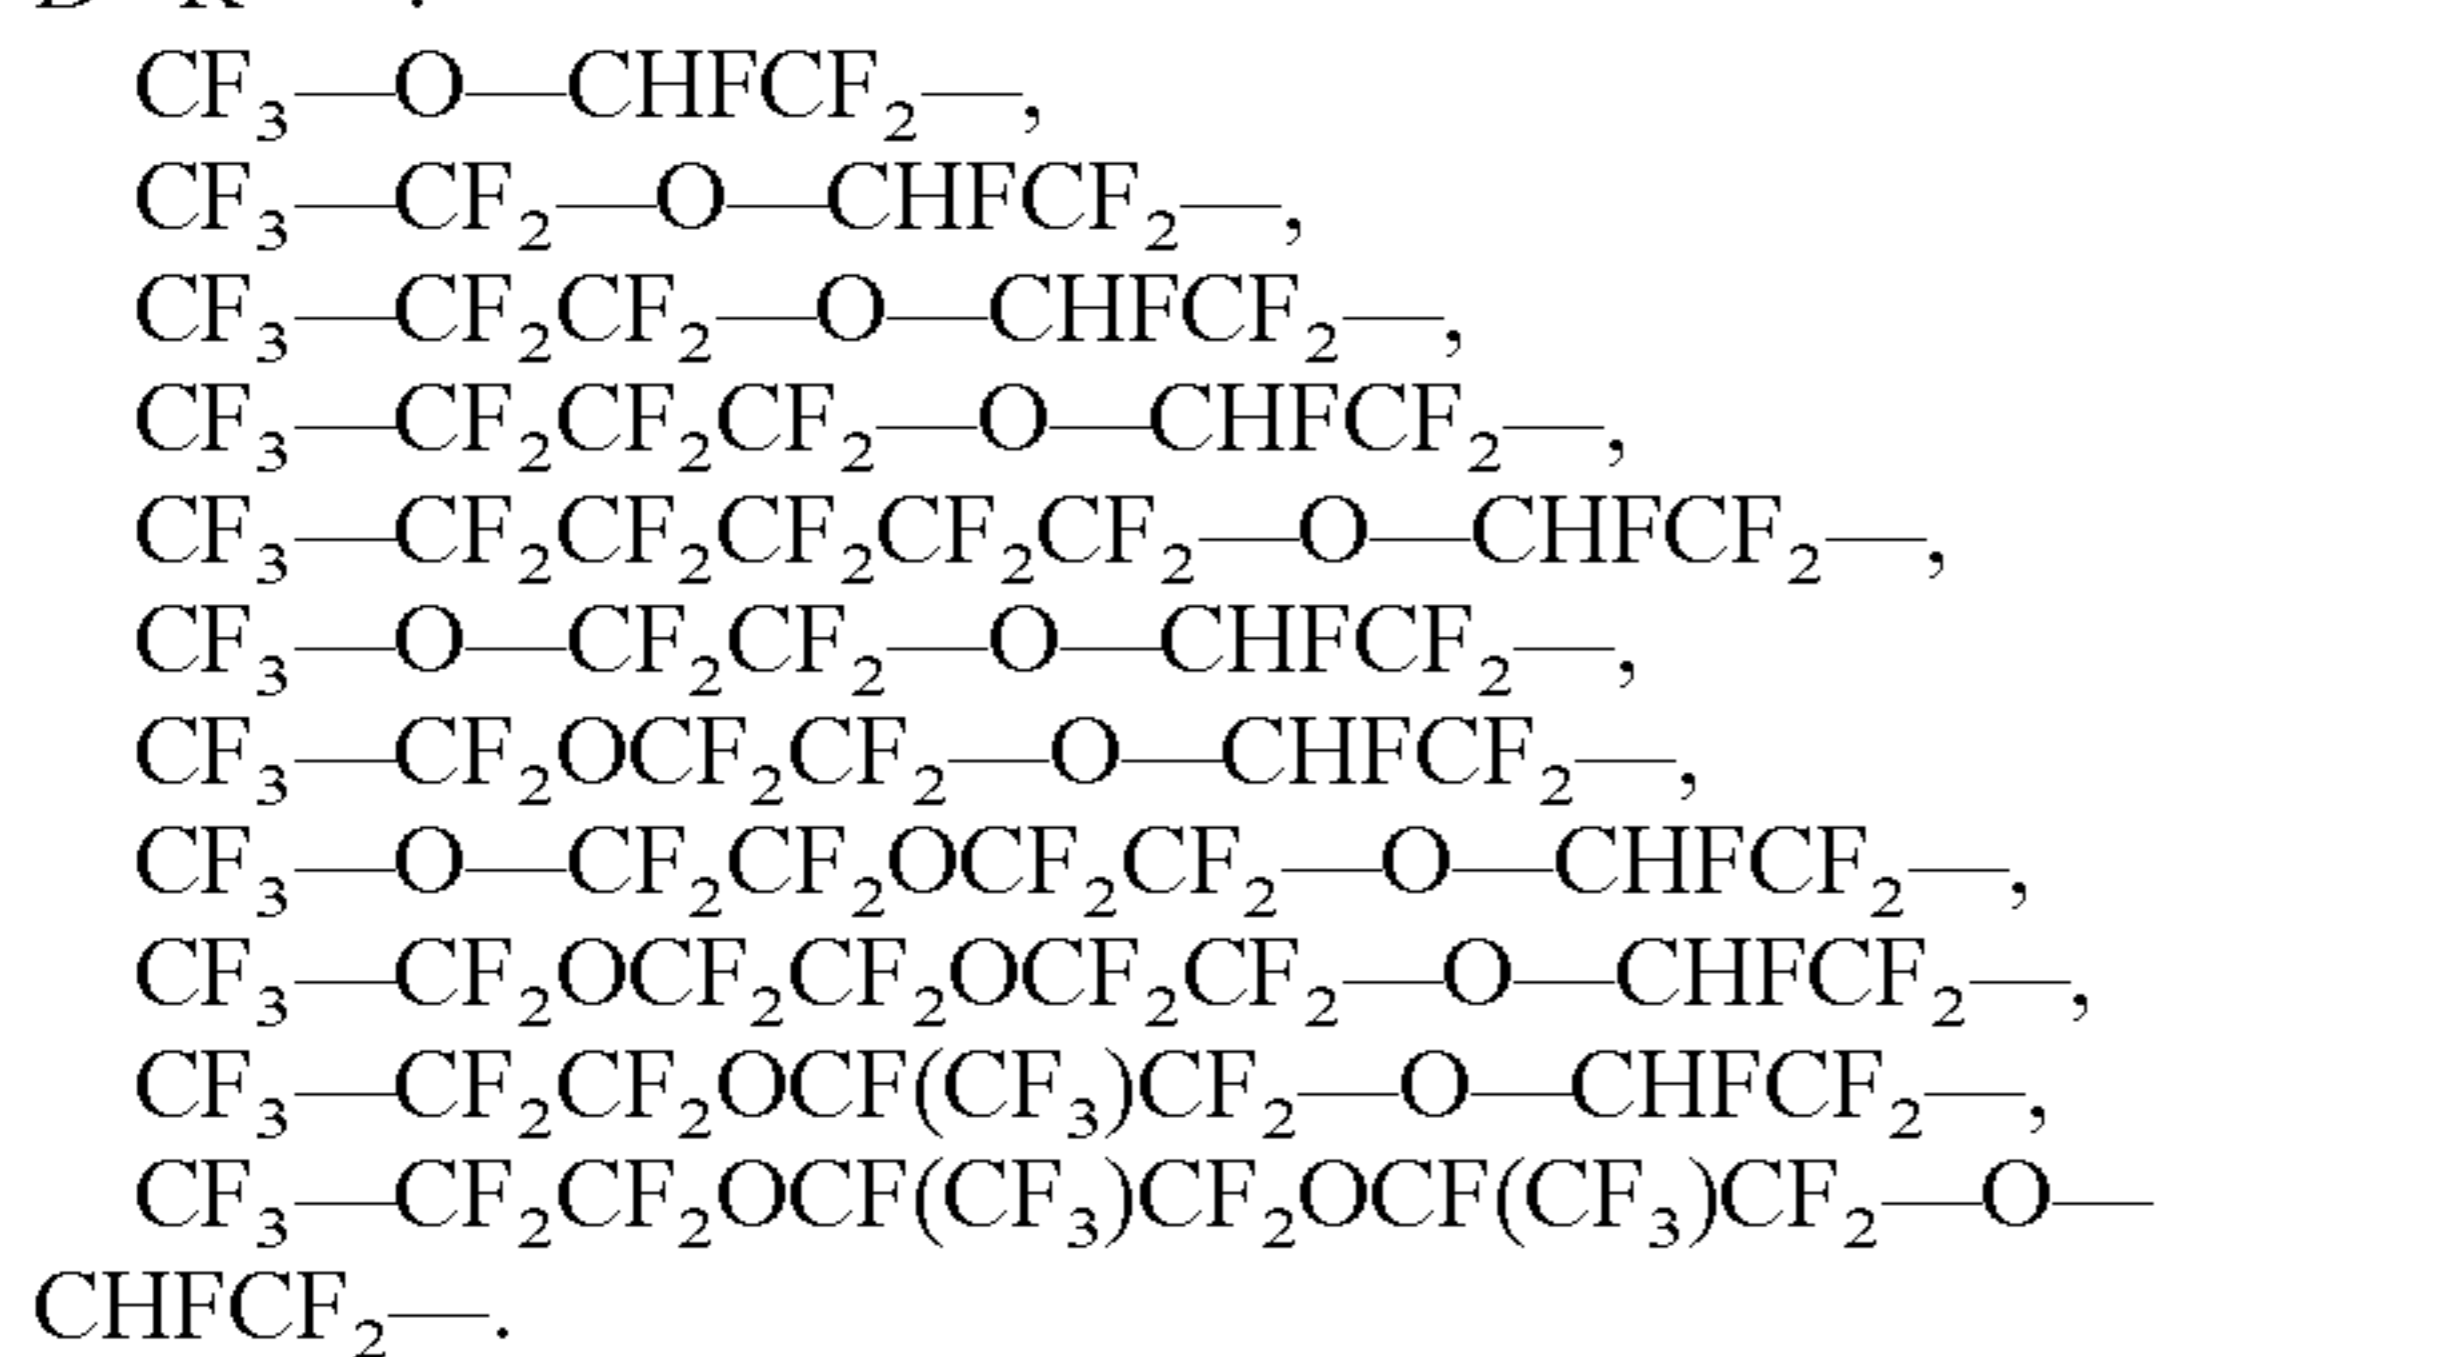 CF₃—O—CHFCF₂—,
CF₃—CF₂—O—CHFCF₂—,
CF₃—CF₂CF₂—O—CHFCF₂—,
CF₃—CF₂CF₂CF₂—O—CHFCF₂—,
CF₃—CF₂CF₂CF₂CF₂CF₂—O—CHFCF₂—,
CF₃—O—CF₂CF₂—O—CHFCF₂—,
CF₃—CF₂OCF₂CF₂—O—CHFCF₂—,
CF₃—O—CF₂CF₂OCF₂CF₂—O—CHFCF₂—,
CF₃—CF₂OCF₂CF₂OCF₂CF₂—O—CHFCF₂—,
CF₃—CF₂CF₂OCF(CF₃)CF₂—O—CHFCF₂—,
CF₃—CF₂CF₂OCF(CF₃)CF₂OCF(CF₃)CF₂—O—
CHFCF₂—.